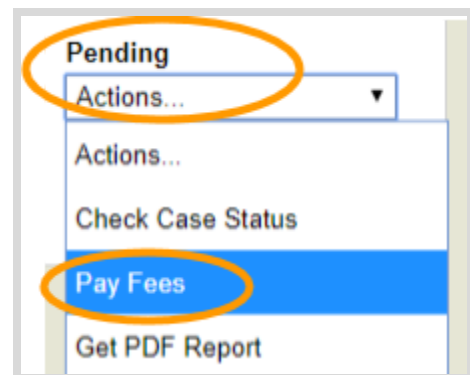 Pending
Actions...
Actions...
Check Case Status
Pay Fees
Get PDF Report